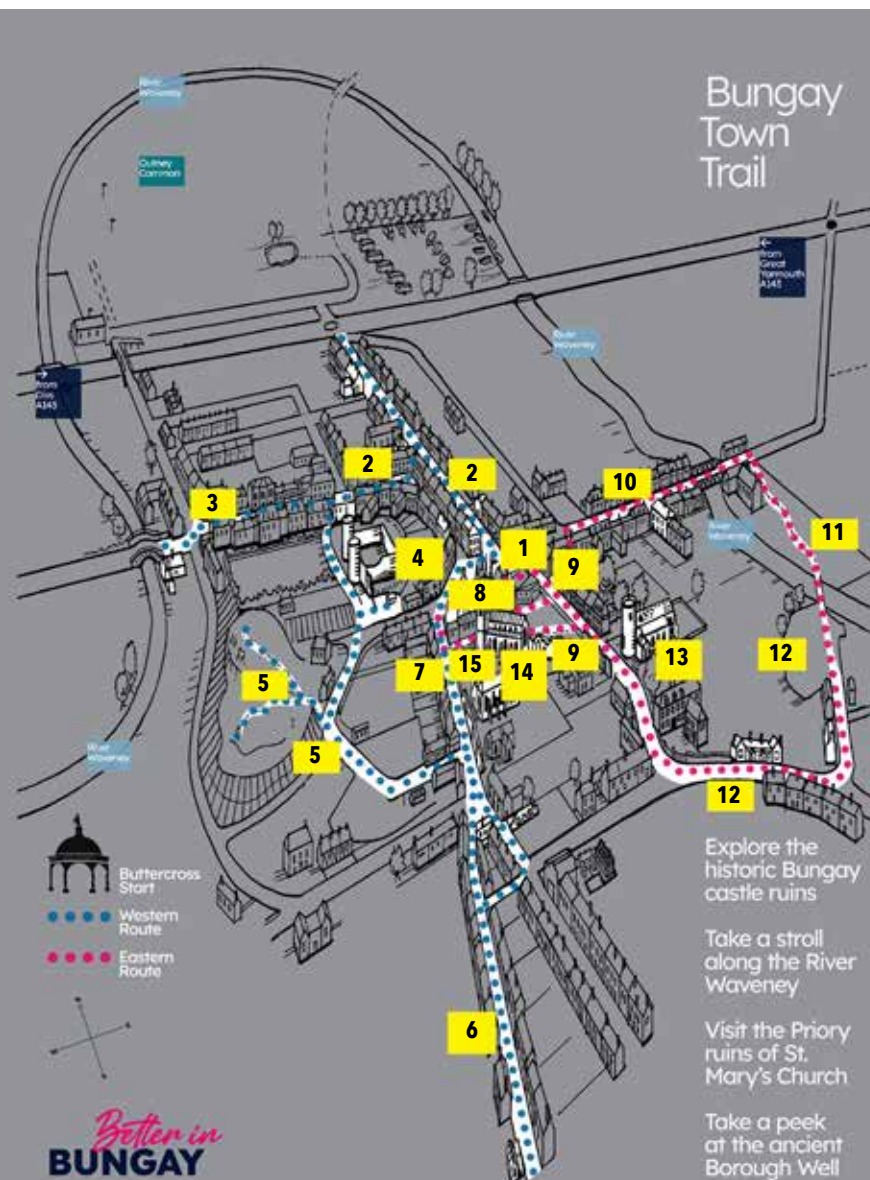 Bungay
Town
Trail
River
Waveney
Outney
Common
←
from
Great
Yarmouth
A143
River
Waveney
→
from
Diss
A143
2
2
10
3
11
1
4
9
8
River
Waveney
7
15
14
9
13
12
5
5
River
Waveney
12
Buttercross
Start
Western
Route
Eastern
Route
Explore the
historic Bungay
castle ruins
Take a stroll
along the River
Waveney
Visit the Priory
ruins of St.
Mary's Church
Take a peek
at the ancient
Borough Well
6
Better in
BUNGAY